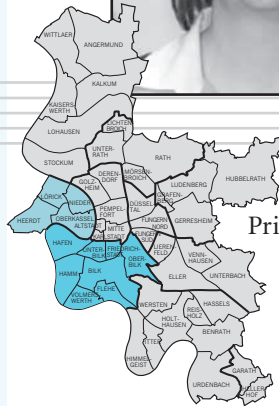 WITTLAER
ANGERMUND
KALKUM
KAISERS-
WERTH
LICHTEN-
BROICH
LOHAUSEN
UNTER-
RATH
STOCKUM
RATH
MÖRSEN-
BROICH
DEREN-
DORF
GOLZ-
HEIM
LUDENBERG
HUBBELRATH
GRAFEN-
BERG
DÜSSEL-
TAL
LÖRICK
NIEDER
PEMPEL-
FORT
GERRESHEIM
FLINGERN
NORD
OBERKASSEL
ALTSTADT
HEERDT
MITTE
KARLSTADT
FLINGERN
SÜD
Pri
HAFEN
UNTER-
BILK
FRIEDRICH-
STADT
OBER
BILK
LIEREN-
FELD
VENN-
HAUSEN
HAMM
BILK
ELLER
UNTERBACH
FLEHE
VOLMERS
WERTH
WERSTEN
HASSELS
REIS-
HOLZ
HOLT-
HAUSEN
BENRATH
ITTER
HIMMEL-
GEIST
GARATH
URDENBACH
HELLER-
HOF